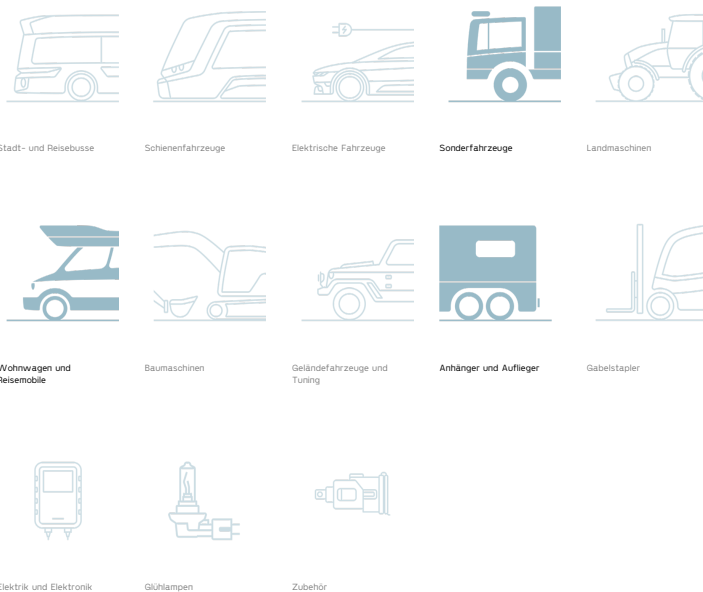 Stadt- und Reisebusse
Schienenfahrzeuge
Elektrische Fahrzeuge
Sonderfahrzeuge
Landmaschinen
Wohnwagen und
Reisemobile
Baumaschinen
Geländefahrzeuge und
Tuning
Anhänger und Auflieger
Gabelstapler
Elektrik und Elektronik
Glühlampen
Zubehör